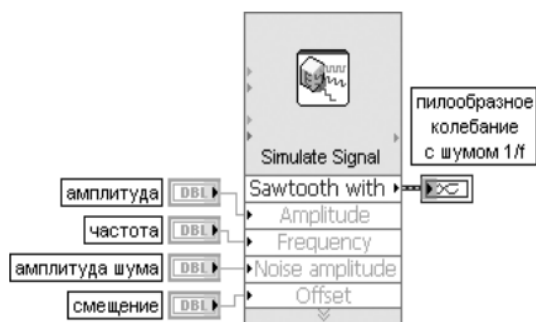 Simulate Signal
пилообразное
колебание
с шумом 1/f
Sawtooth with
амплитуда
DBL
Amplitude
частота
DBL
Frequency
амплитуда шума
DBL
Noise amplitude
смещение
DBL
Offset